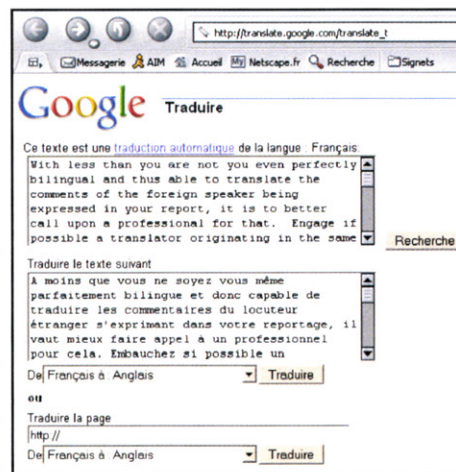 http://translate.google.com/translate_t
Messagerie AIM Accueil My Netscape.fr Recherche Signets
Google Traduire
Ce texte est une traduction automatique de la langue : Français:
With less than you are not you even perfectly
bilingual and thus able to translate the
comments of the foreign speaker being
expressed in your report, it is to better
call upon a professional for that. Engage if
possible a translator originating in the same
Recherche
Traduire le texte suivant
A moins que vous ne soyez vous même
parfaitement bilingue et donc capable de
traduire les commentaires du locuteur
étranger s'exprimant dans votre reportage, il
vaut mieux faire appel à un professionnel
pour cela. Embauchez si possible un
De Français à : Anglais Traduire
ou
Traduire la page
http://
De Français à : Anglais Traduire